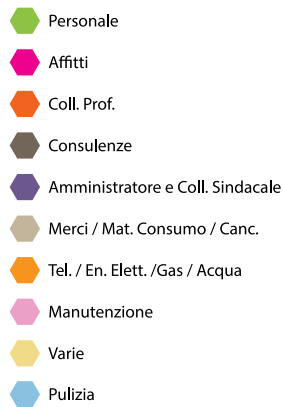 Personale
Affitti
Coll. Prof.
Consulenze
Amministratore e Coll. Sindacale
Merci / Mat. Consumo / Canc.
Tel. / En. Elett. /Gas / Acqua
Manutenzione
Varie
Pulizia